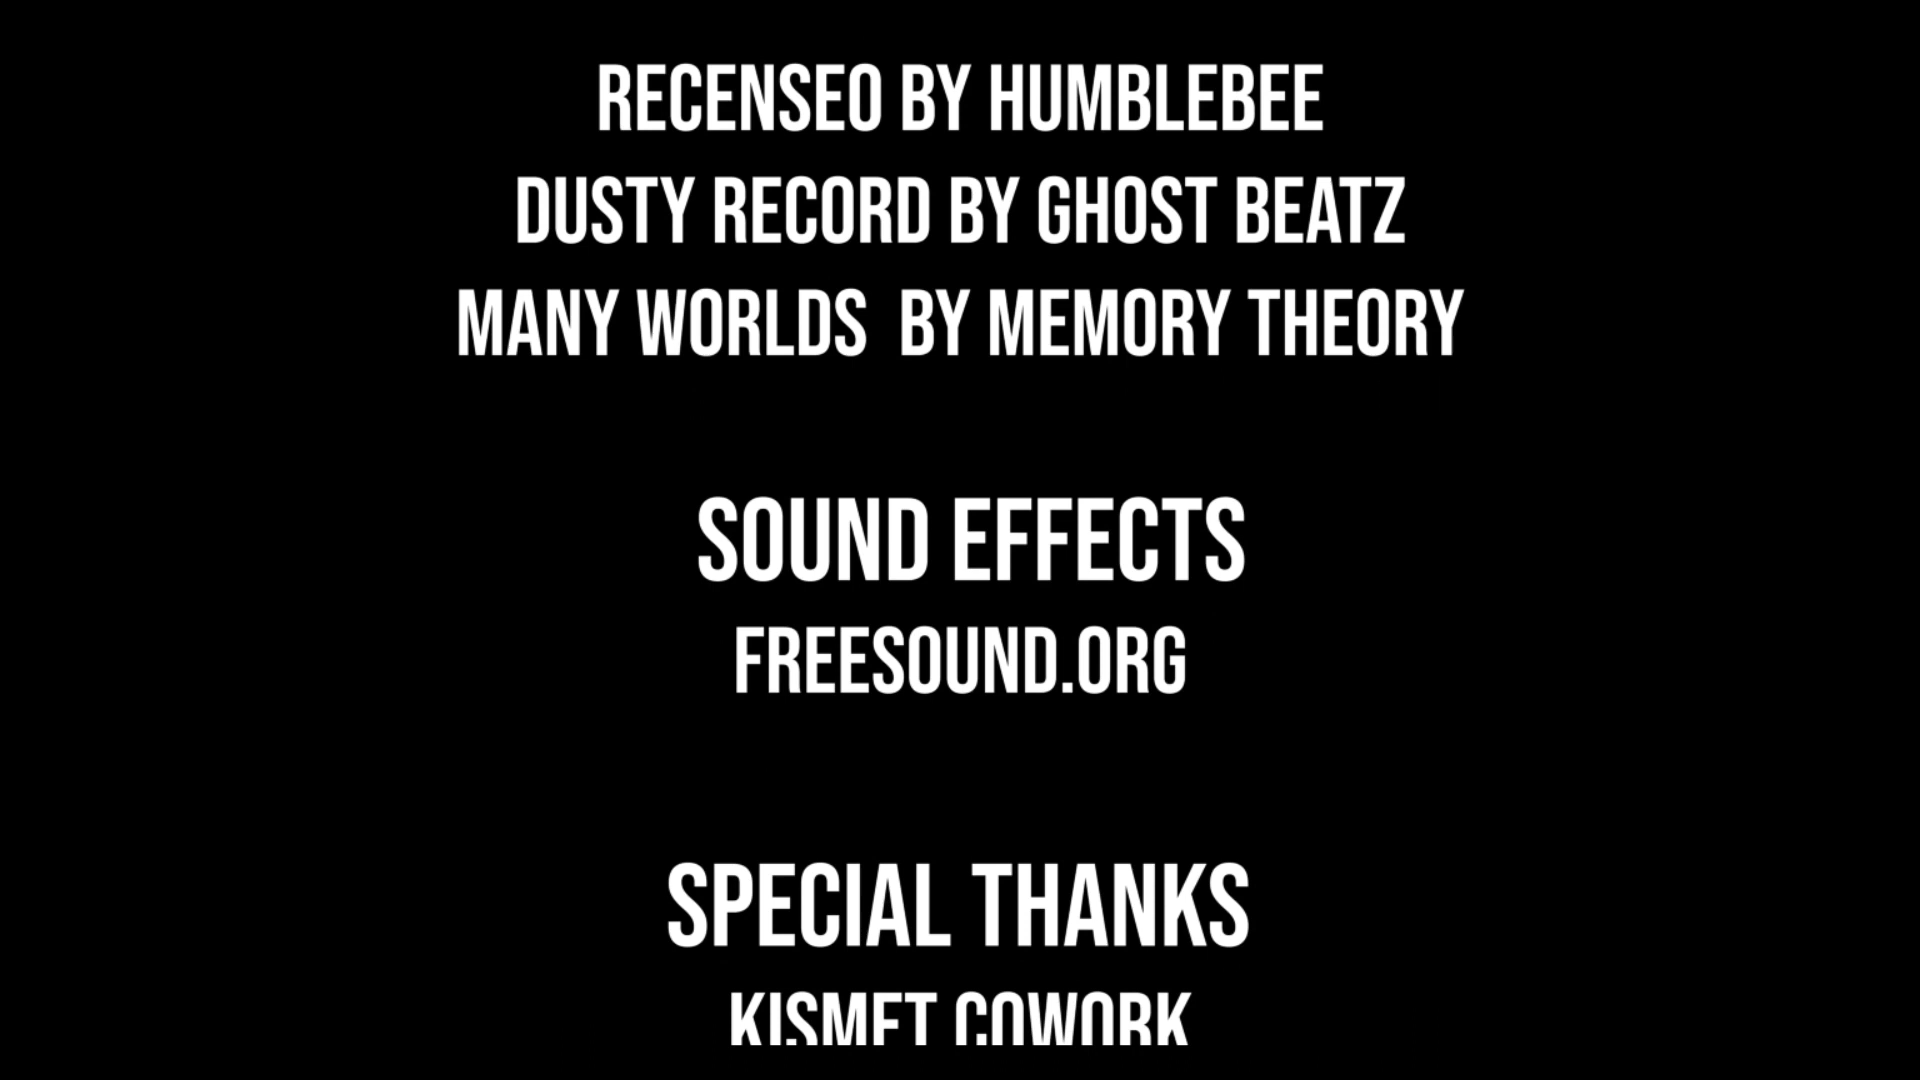 RECENSEO BY HUMBLEBEE
DUSTY RECORD BY GHOST BEATZ
MANY WORLDS  BY MEMORY THEORY
SOUND EFFECTS
FREESOUND.ORG
SPECIAL THANKS
KISMET COWORK